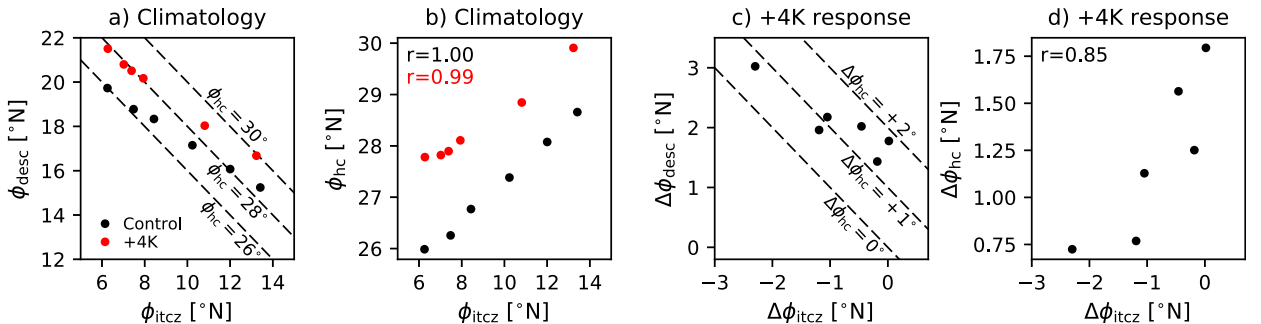 a) Climatology
22
20
18
16
14
12
6
8
10
12
14
ϕdesc [°N]
ϕitcz [°N]
ϕhc = 30°
ϕhc = 28°
ϕhc = 26°
Control
+4K
b) Climatology
30
29
28
27
26
6
8
10
12
14
ϕhc [°N]
ϕitcz [°N]
r=1.00
r=0.99
c) +4K response
3
2
1
0
−3
−2
−1
0
Δϕdesc [°N]
Δϕitcz [°N]
Δϕhc = +2°
Δϕhc = +1°
Δϕhc = 0°
d) +4K response
1.75
1.50
1.25
1.00
0.75
−3
−2
−1
0
Δϕhc [°N]
Δϕitcz [°N]
r=0.85